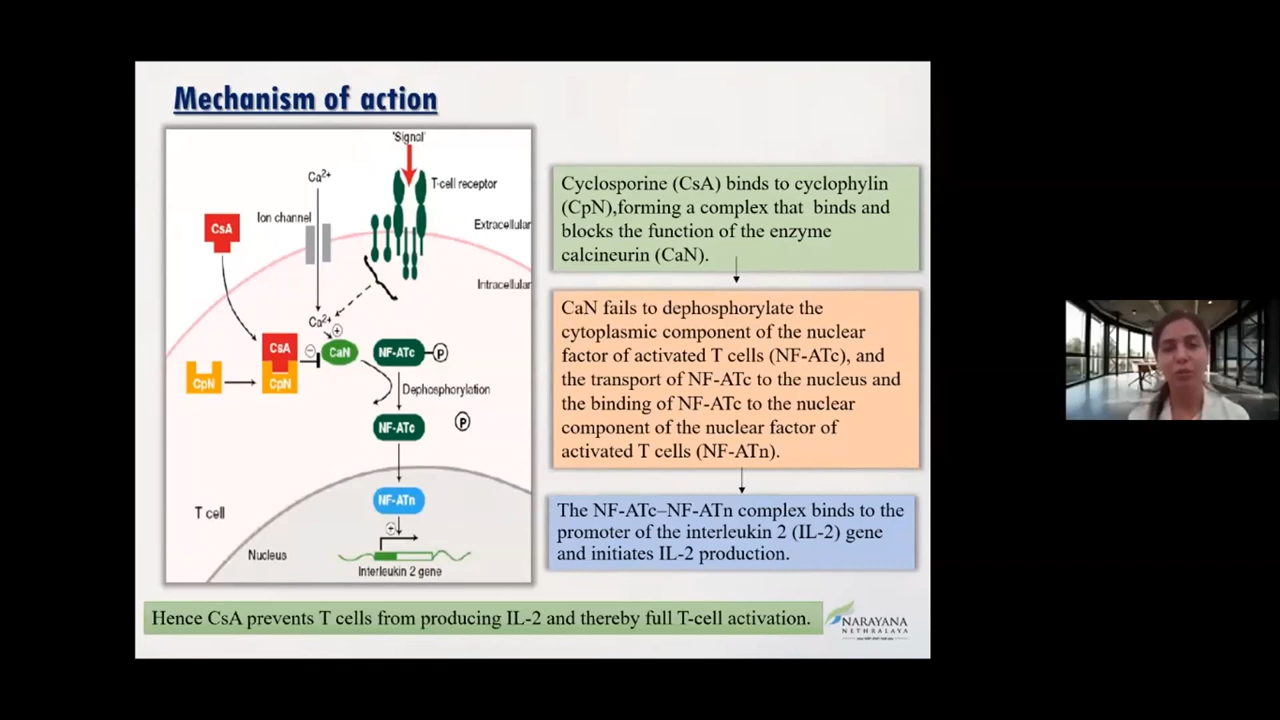 Mechanism of action
'Signal'
Ca2+
T-cell receptor
Ion channel
CsA
Extracellular
Intracellular
Ca2+
CsA
CaN
NF-ATc
P
CpN
CpN
Dephosphorylation
NF-ATc
P
NF-ATn
T cell
Nucleus
Interleukin 2 gene
Cyclosporine (CsA) binds to cyclophylin
(CpN),forming a complex that binds and
blocks the function of the enzyme
calcineurin (CaN).
CaN fails to dephosphorylate the
cytoplasmic component of the nuclear
factor of activated T cells (NF-ATc), and
the transport of NF-ATc to the nucleus and
the binding of NF-ATc to the nuclear
component of the nuclear factor of
activated T cells (NF-ATn).
The NF-ATc–NF-ATn complex binds to the
promoter of the interleukin 2 (IL-2) gene
and initiates IL-2 production.
Hence CsA prevents T cells from producing IL-2 and thereby full T-cell activation.
NARAYANA
NETHRALAYA